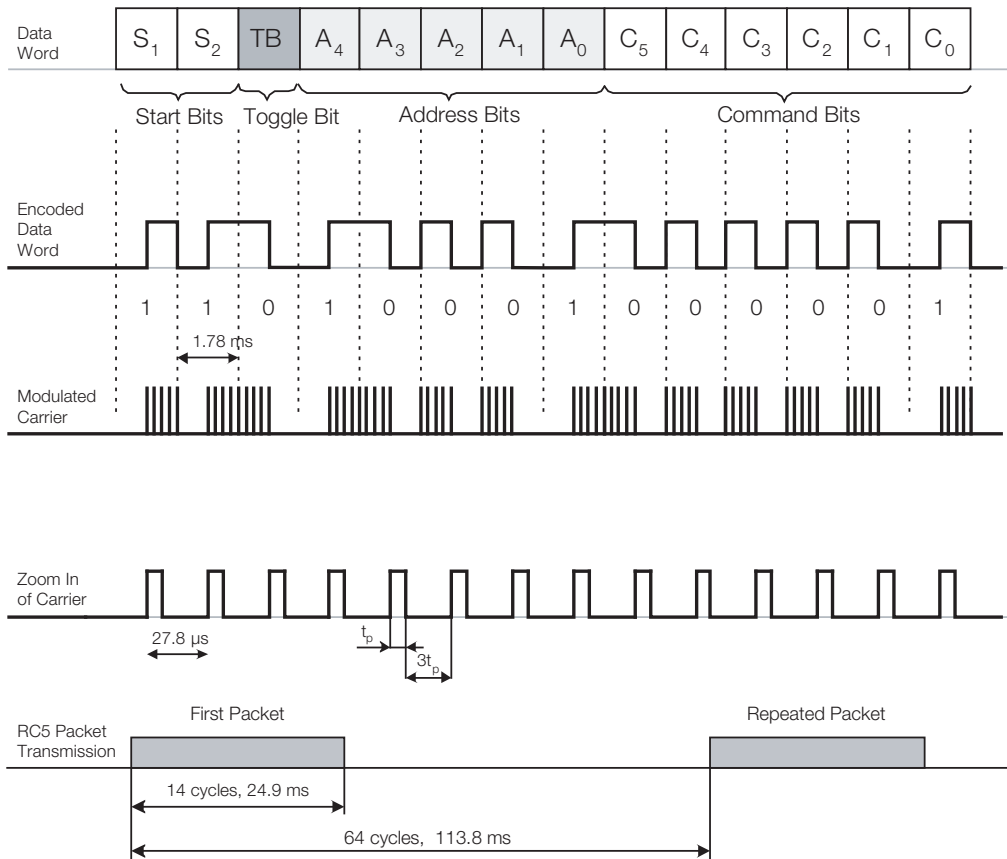 Data
Word
S1 S2 TB A4 A3 A2 A1 A0 C5 C4 C3 C2 C1 C0
Start Bits Toggle Bit Address Bits Command Bits
Encoded
Data
Word
1 1 0 1 0 0 0 1 0 0 0 0 0 1
1.78 ms
Modulated
Carrier
Zoom In
of Carrier
27.8 µs
tp
3tp
First Packet Repeated Packet
RC5 Packet
Transmission
14 cycles, 24.9 ms
64 cycles, 113.8 ms